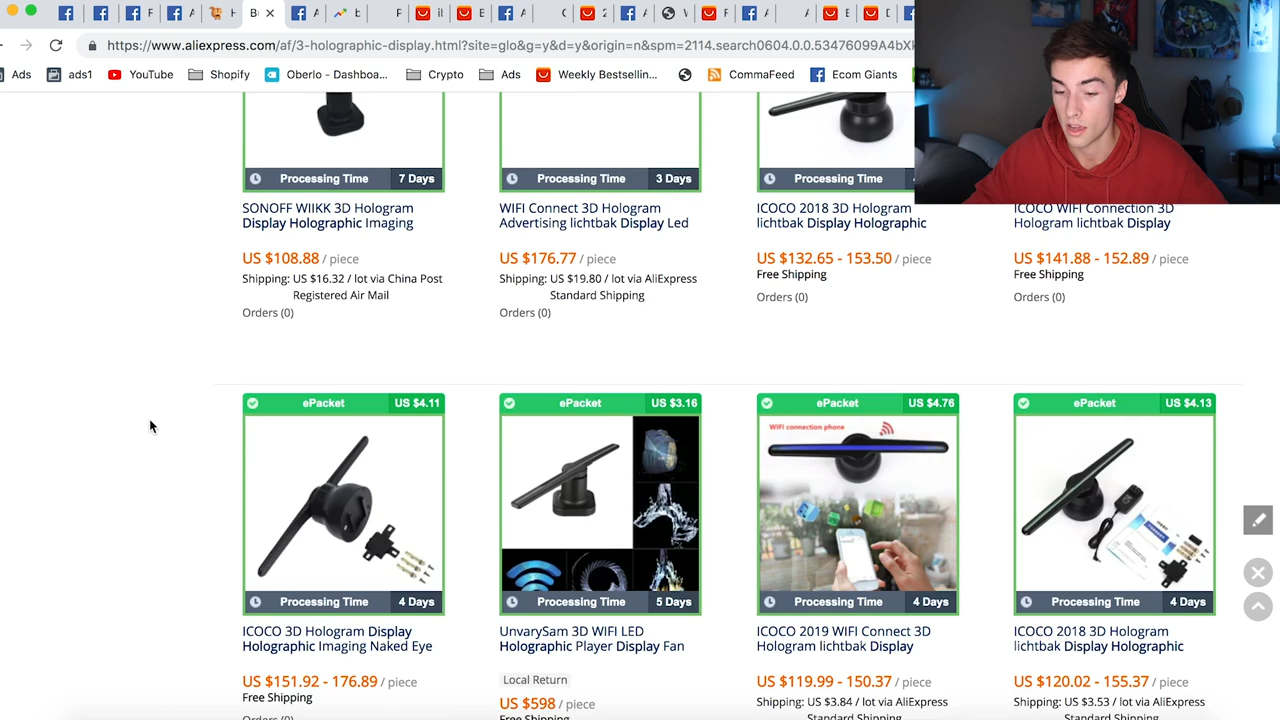 F
A
H
B
A
b
P
il
E
A
C
2
A
V
F
A
A
E
D
https://www.aliexpress.com/af/3-holographic-display.html?site=glo&g=y&d=y&origin=n&spm=2114.search0604.0.0.53476099A4bX
Ads
ads1
YouTube
Shopify
Oberlo - Dashboa...
Crypto
Ads
Weekly Bestsellin...
CommaFeed
Ecom Giants
Processing Time 7 Days
Processing Time 3 Days
Processing Time
SONOFF WIIKK 3D Hologram
Display Holographic Imaging
US $108.88 / piece
Shipping: US $16.32 / lot via China Post
Registered Air Mail
Orders (0)
WIFI Connect 3D Hologram
Advertising lichtbak Display Led
US $176.77 / piece
Shipping: US $19.80 / lot via AliExpress
Standard Shipping
Orders (0)
ICOCO 2018 3D Hologram
lichtbak Display Holographic
US $132.65 - 153.50 / piece
Free Shipping
Orders (0)
ICOCO WIFI Connection 3D
Hologram lichtbak Display
US $141.88 - 152.89 / piece
Free Shipping
Orders (0)
ePacket US $4.11
Processing Time 4 Days
ICOCO 3D Hologram Display
Holographic Imaging Naked Eye
US $151.92 - 176.89 / piece
Free Shipping
Orders (0)
ePacket US $3.16
Processing Time 5 Days
UnvarySam 3D WIFI LED
Holographic Player Display Fan
Local Return
US $598 / piece
Free Shipping
ePacket US $4.76
WIFI connection phone
Processing Time 4 Days
ICOCO 2019 WIFI Connect 3D
Hologram lichtbak Display
US $119.99 - 150.37 / piece
Shipping: US $3.84 / lot via AliExpress
Standard Shipping
ePacket US $4.13
Processing Time 4 Days
ICOCO 2018 3D Hologram
lichtbak Display Holographic
US $120.02 - 155.37 / piece
Shipping: US $3.53 / lot via AliExpress
Standard Shipping